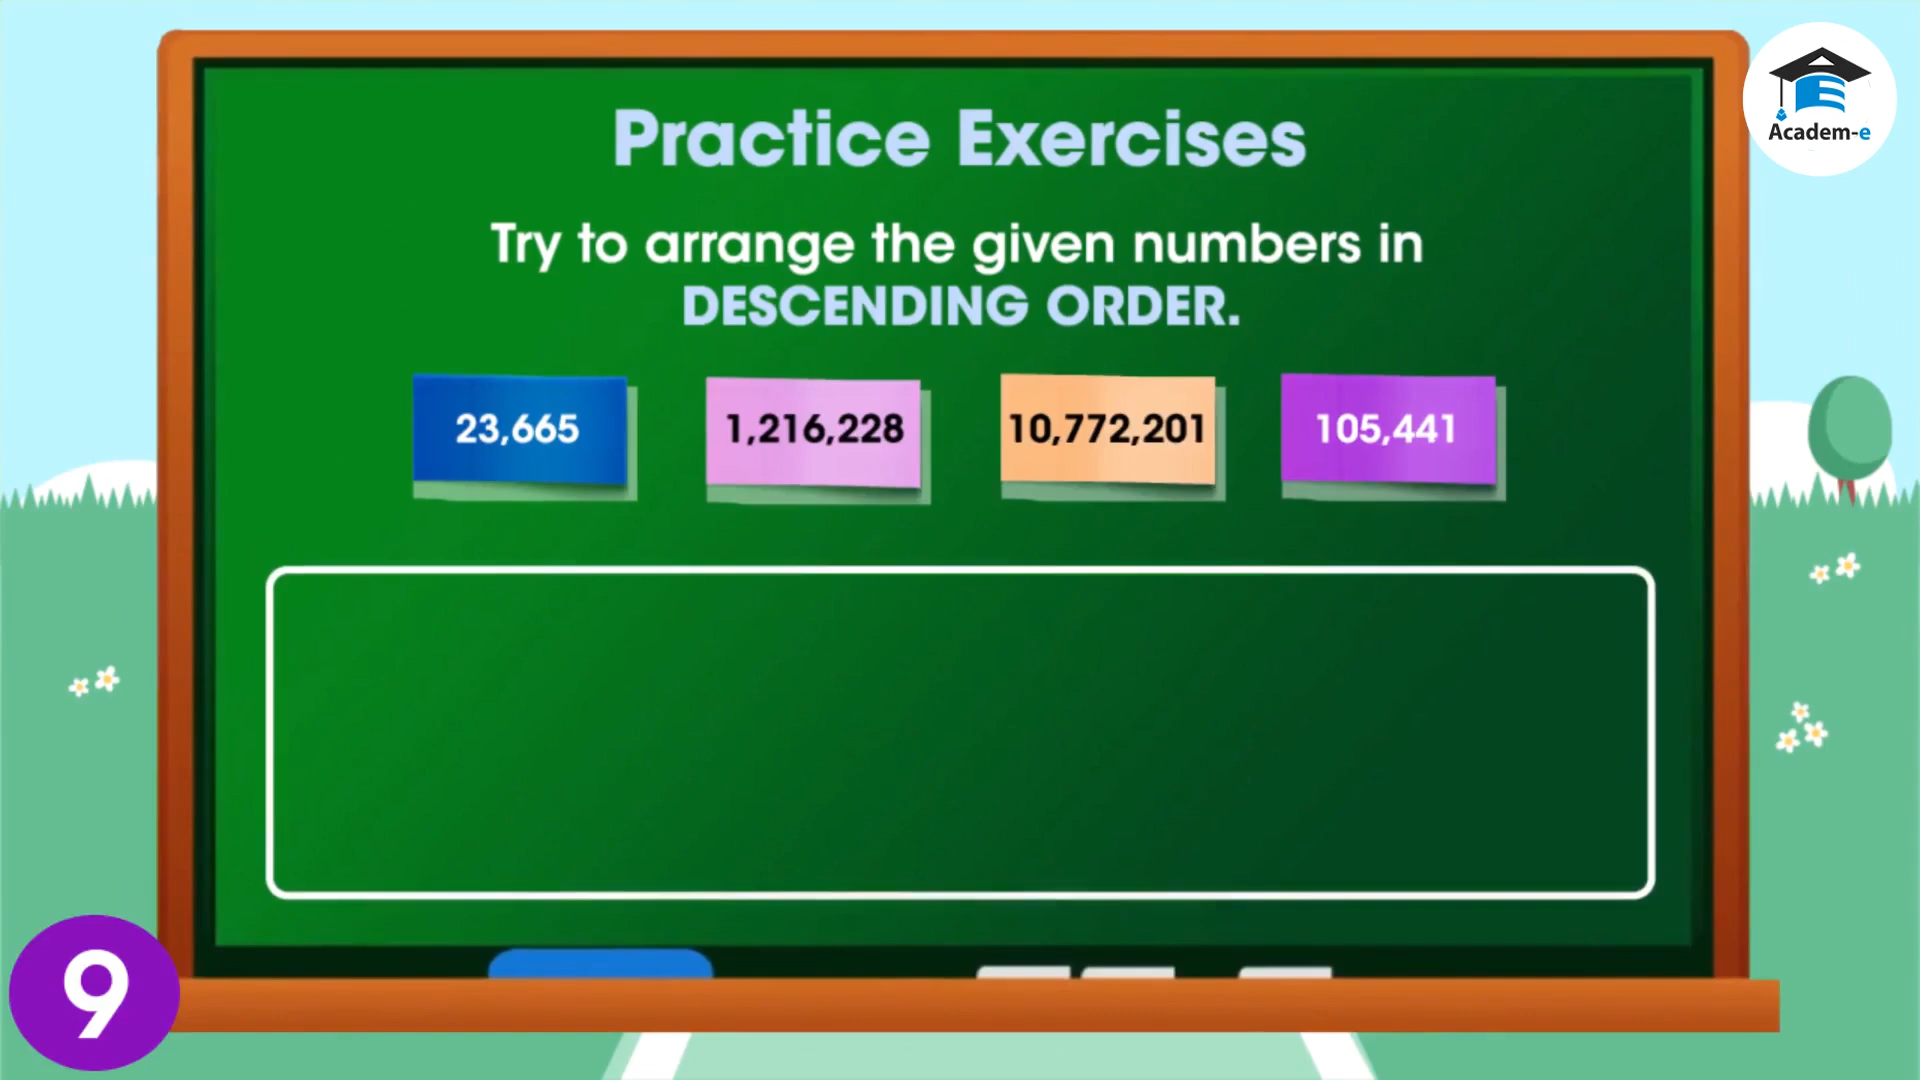 Academ-e
Practice Exercises
Try to arrange the given numbers in
DESCENDING ORDER.
23,665
1,216,228
10,772,201
105,441
9